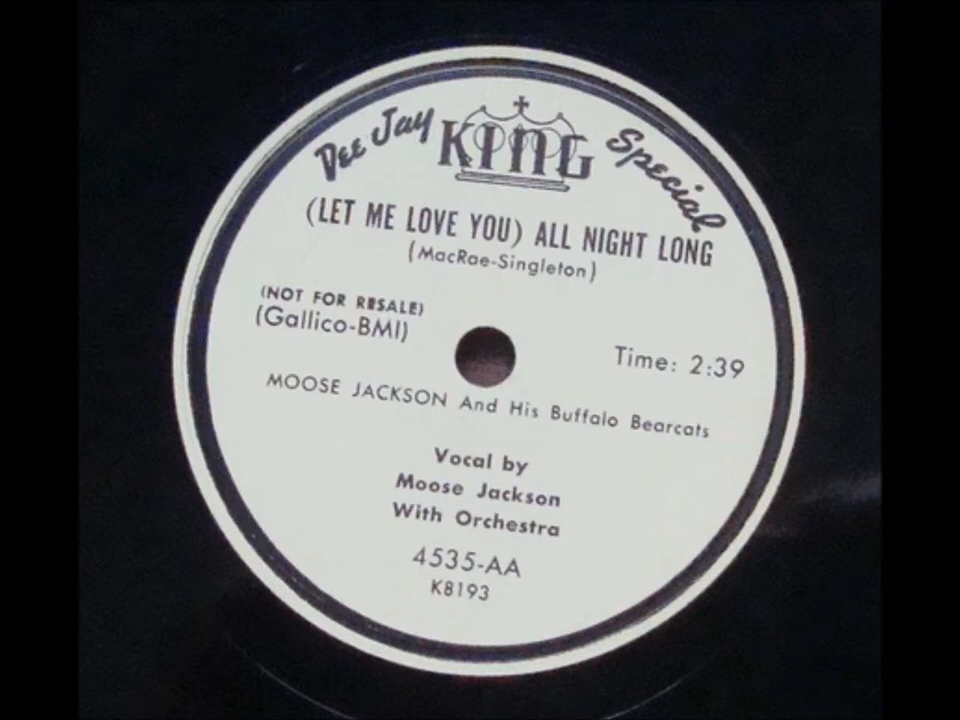 Dee Jay KING Special
(LET ME LOVE YOU) ALL NIGHT LONG
(MacRae-Singleton)
(NOT FOR RESALE)
(Gallico-BMI)
Time: 2:39
MOOSE JACKSON And His Buffalo Bearcats
Vocal by
Moose Jackson
With Orchestra
4535-AA
K8193